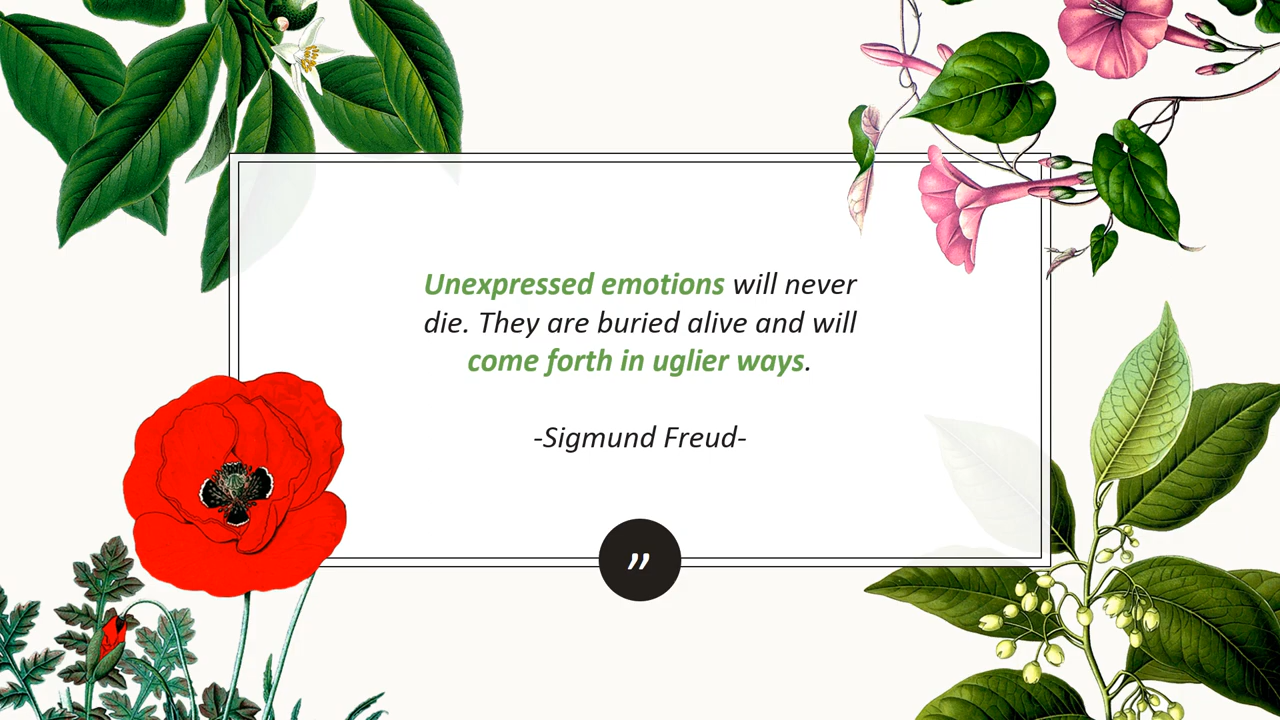 Unexpressed emotions will never
die. They are buried alive and will
come forth in uglier ways.
-Sigmund Freud-
”